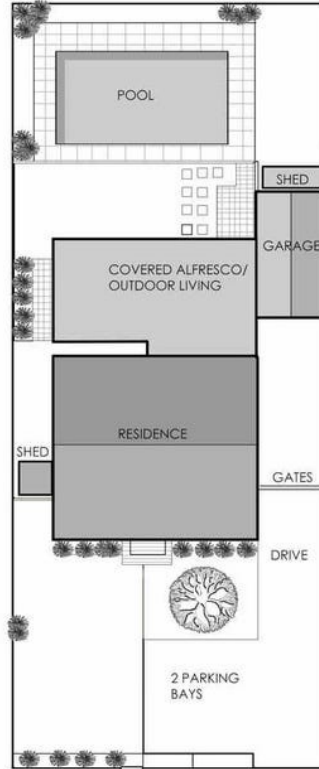 POOL
SHED
GARAGE
COVERED ALFRESCO/
OUTDOOR LIVING
RESIDENCE
SHED
GATES
DRIVE
2 PARKING
BAYS